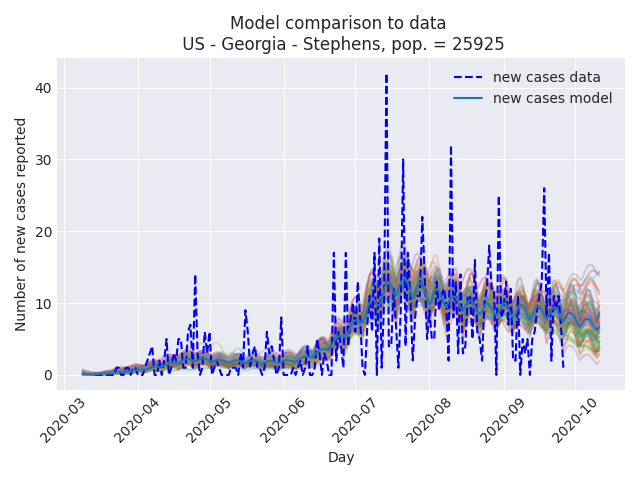 Model comparison to data
US - Georgia - Stephens, pop. = 25925
new cases data
new cases model
Number of new cases reported
40
30
20
10
0
2020-03
2020-04
2020-05
2020-06
2020-07
2020-08
2020-09
2020-10
Day